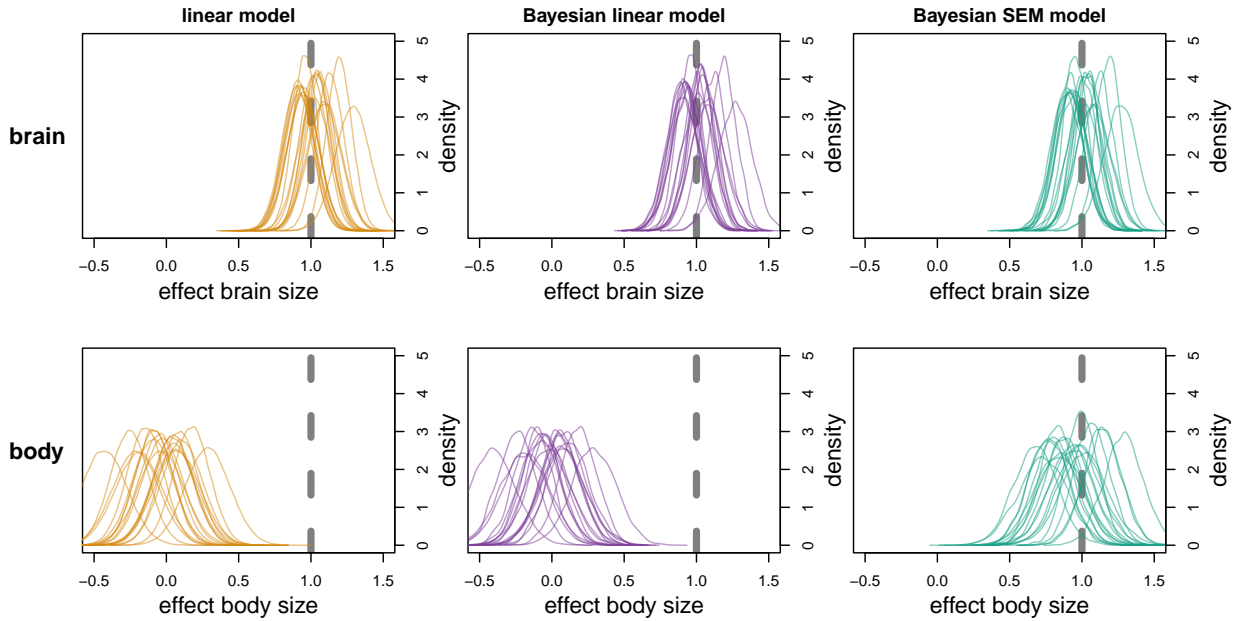 linear model
Bayesian linear model
Bayesian SEM model
brain
0 1 2 3 4 5
density
0 1 2 3 4 5
density
0 1 2 3 4 5
density
−0.5 0.0 0.5 1.0 1.5
−0.5 0.0 0.5 1.0 1.5
−0.5 0.0 0.5 1.0 1.5
effect brain size
effect brain size
effect brain size
body
0 1 2 3 4 5
density
0 1 2 3 4 5
density
0 1 2 3 4 5
density
−0.5 0.0 0.5 1.0 1.5
−0.5 0.0 0.5 1.0 1.5
−0.5 0.0 0.5 1.0 1.5
effect body size
effect body size
effect body size